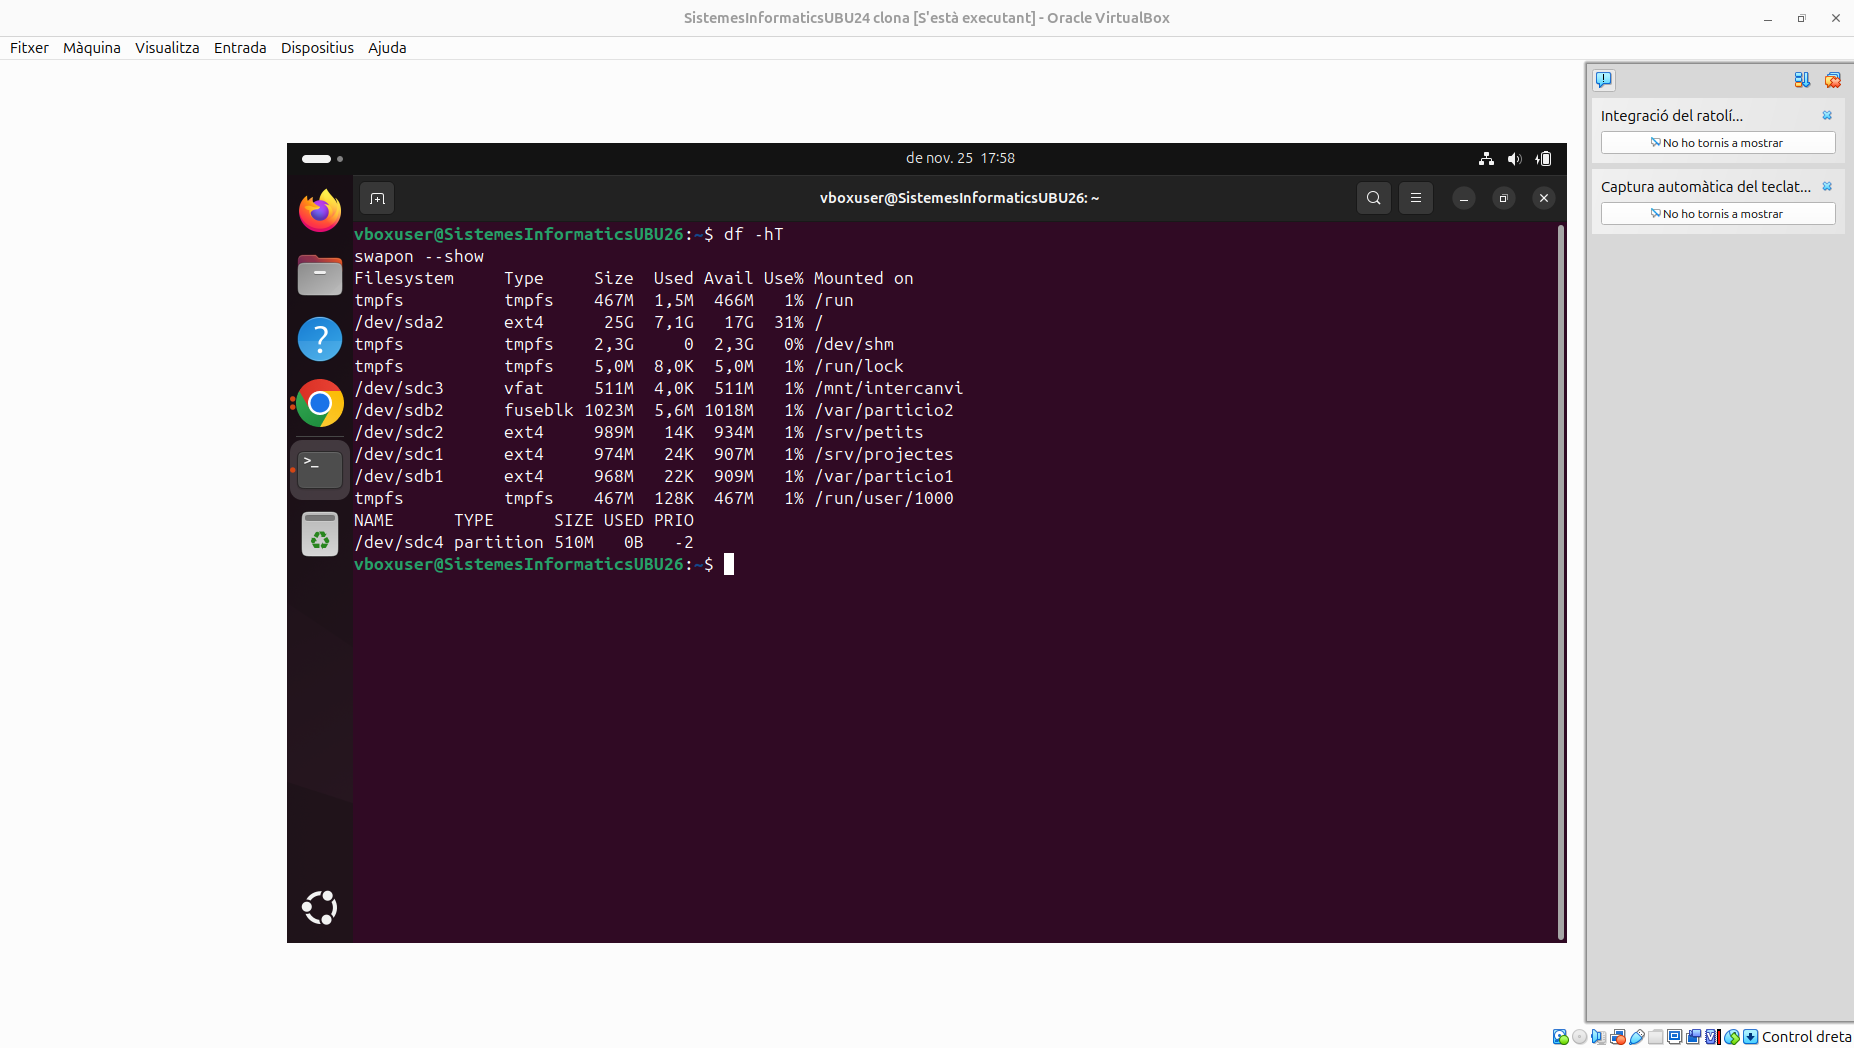 SistemesInformaticsUBU24 clona [S'està executant] - Oracle VirtualBox
Fitxer Màquina Visualitza Entrada Dispositius Ajuda
Integració del ratolí...
No ho tornis a mostrar
Captura automàtica del teclat...
No ho tornis a mostrar
de nov. 25 17:58
vboxuser@SistemesInformaticsUBU26: ~
vboxuser@SistemesInformaticsUBU26:~$ df -hT
swapon --show
Filesystem     Type     Size  Used Avail Use% Mounted on
tmpfs          tmpfs    467M  1,5M  466M   1% /run
/dev/sda2      ext4      25G  7,1G   17G  31% /
tmpfs          tmpfs    2,3G     0  2,3G   0% /dev/shm
tmpfs          tmpfs    5,0M  8,0K  5,0M   1% /run/lock
/dev/sdc3      vfat     511M  4,0K  511M   1% /mnt/intercanvi
/dev/sdb2      fuseblk 1023M  5,6M 1018M   1% /var/particio2
/dev/sdc2      ext4     989M   14K  934M   1% /srv/petits
/dev/sdc1      ext4     974M   24K  907M   1% /srv/projectes
/dev/sdb1      ext4     968M   22K  909M   1% /var/particio1
tmpfs          tmpfs    467M  128K  467M   1% /run/user/1000
NAME      TYPE      SIZE USED PRIO
/dev/sdc4 partition 510M   0B   -2
vboxuser@SistemesInformaticsUBU26:~$
Control dreta